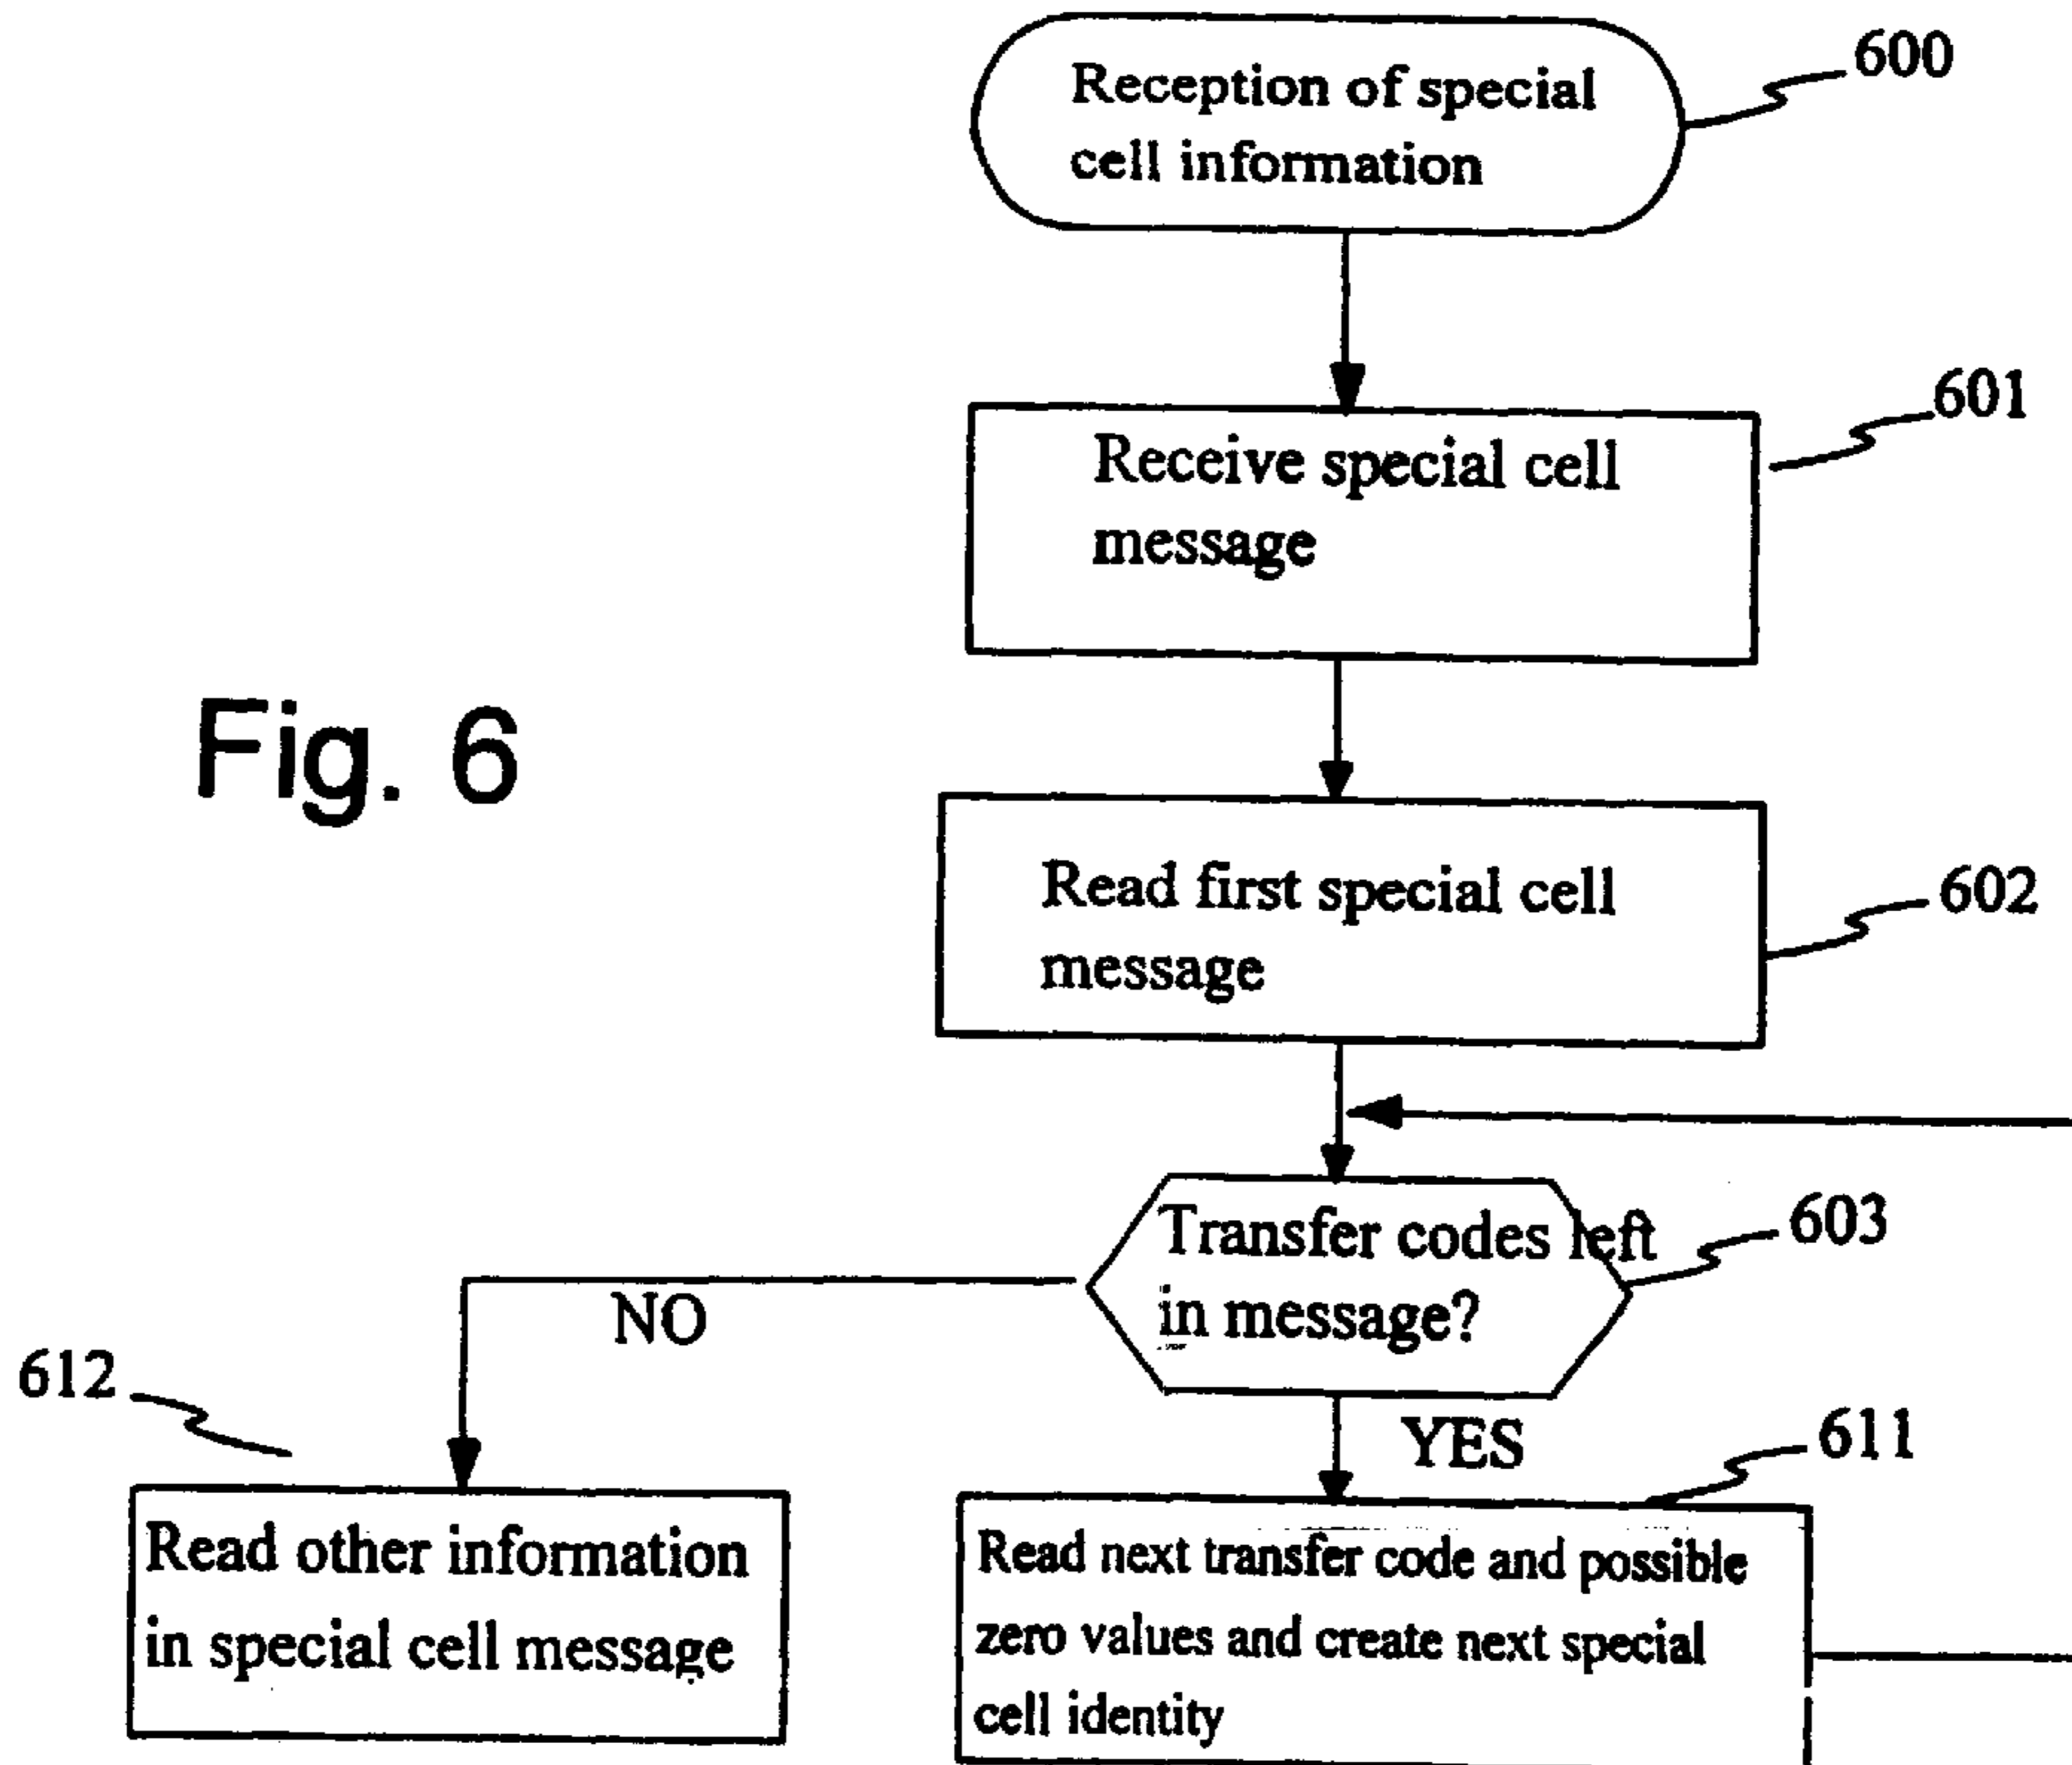 Reception of special
cell information
600
Receive special cell
message
601
Fig. 6
Read first special cell
message
602
Transfer codes left
in message?
603
NO
YES
612
611
Read other information
in special cell message
Read next transfer code and possible
zero values and create next special
cell identity